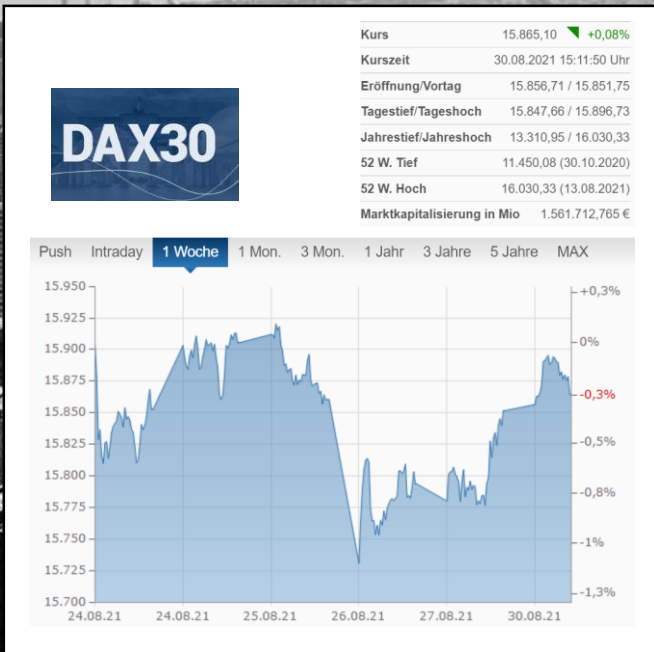 Kurs 15.865,10 +0,08%
Kurszeit 30.08.2021 15:11:50 Uhr
Eröffnung/Vortag 15.856,71 / 15.851,75
Tagestief/Tageshoch 15.847,66 / 15.896,73
Jahrestief/Jahreshoch 13.310,95 / 16.030,33
52 W. Tief 11.450,08 (30.10.2020)
52 W. Hoch 16.030,33 (13.08.2021)
Marktkapitalisierung in Mio 1.561.712,765 €
DAX30
Push Intraday 1 Woche 1 Mon. 3 Mon. 1 Jahr 3 Jahre 5 Jahre MAX
15.950 +0,3%
15.925
15.900 0%
15.875
-0,3%
15.850
15.825 -0,5%
15.800
-0,8%
15.775
15.750 -1%
15.725
-1,3%
15.700
24.08.21 24.08.21 25.08.21 26.08.21 27.08.21 30.08.21